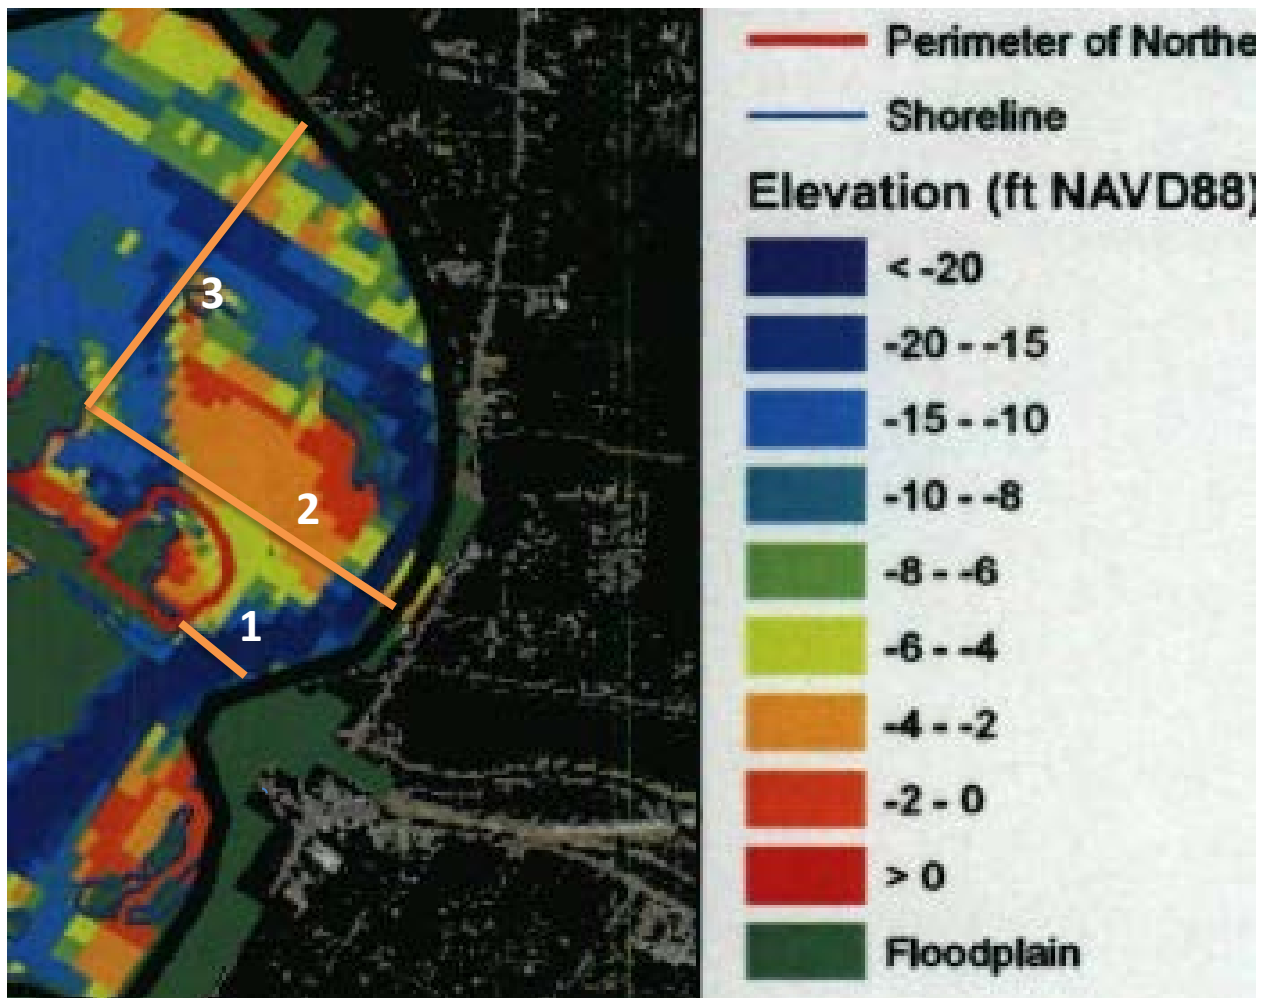 Perimeter of Northe
Shoreline
Elevation (ft NAVD88)
< -20
-20 - -15
-15 - -10
-10 - -8
-8 - -6
-6 - -4
-4 - -2
-2 - 0
> 0
Floodplain
3
2
1